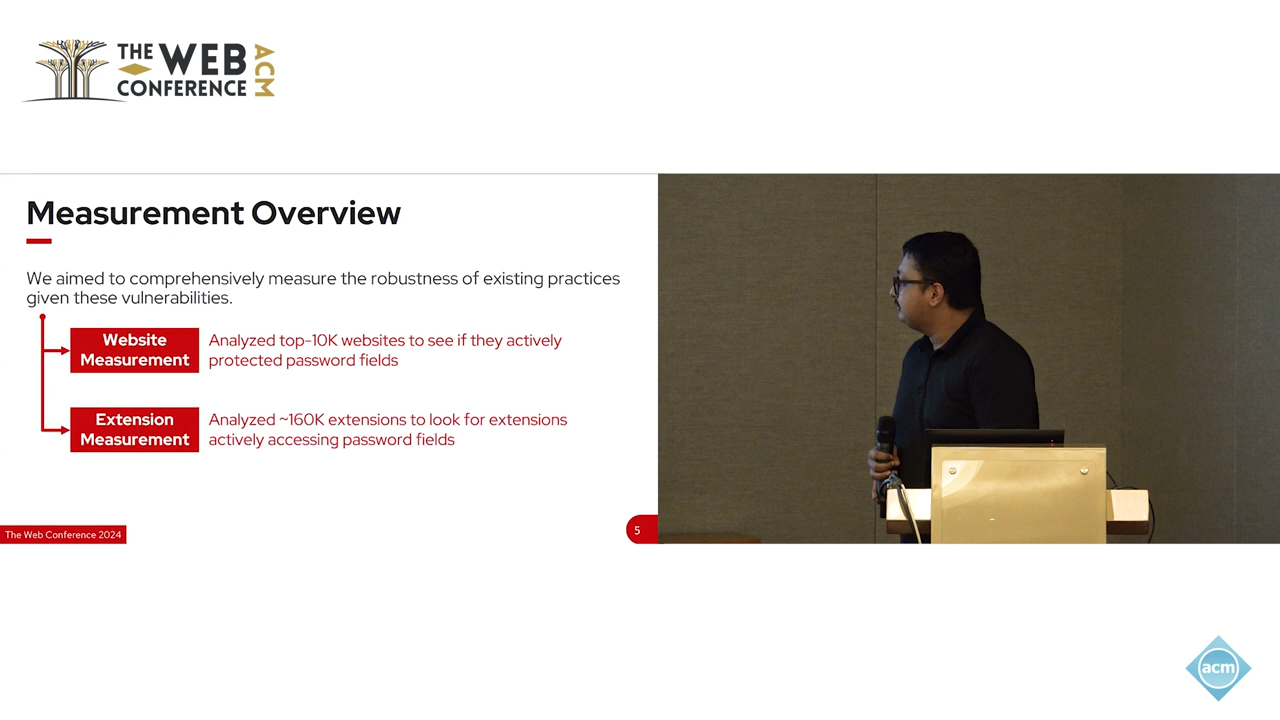 THE WEB
CONFERENCE
ACM
Measurement Overview
We aimed to comprehensively measure the robustness of existing practices
given these vulnerabilities.
Website
Measurement
Analyzed top-10K websites to see if they actively
protected password fields
Extension
Measurement
Analyzed ~160K extensions to look for extensions
actively accessing password fields
The Web Conference 2024
5
acm